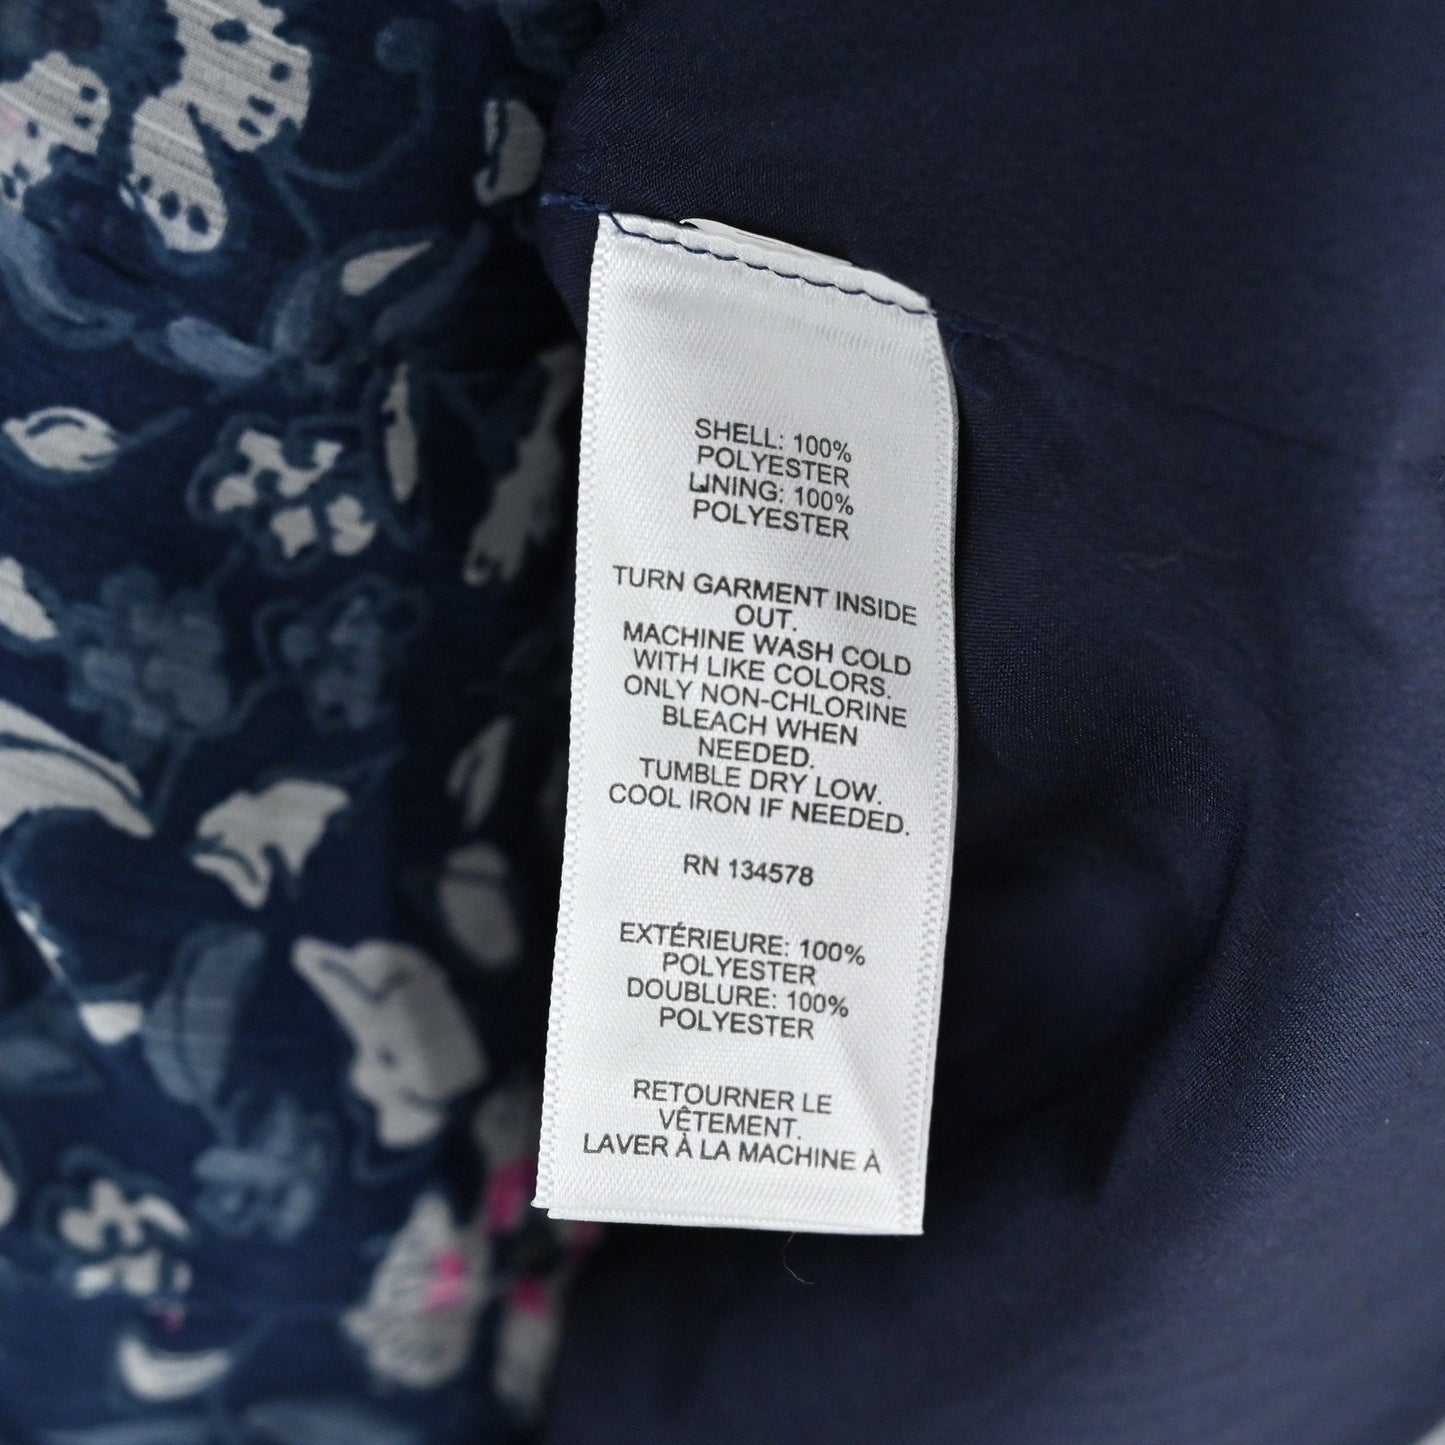 SHELL: 100%
POLYESTER
LINING: 100%
POLYESTER
TURN GARMENT INSIDE
OUT.
MACHINE WASH COLD
WITH LIKE COLORS.
ONLY NON-CHLORINE
BLEACH WHEN
NEEDED.
TUMBLE DRY LOW.
COOL IRON IF NEEDED.
RN 134578
EXTÉRIEURE: 100%
POLYESTER
DOUBLURE: 100%
POLYESTER
RETOURNER LE
VÊTEMENT.
LAVER À LA MACHINE À